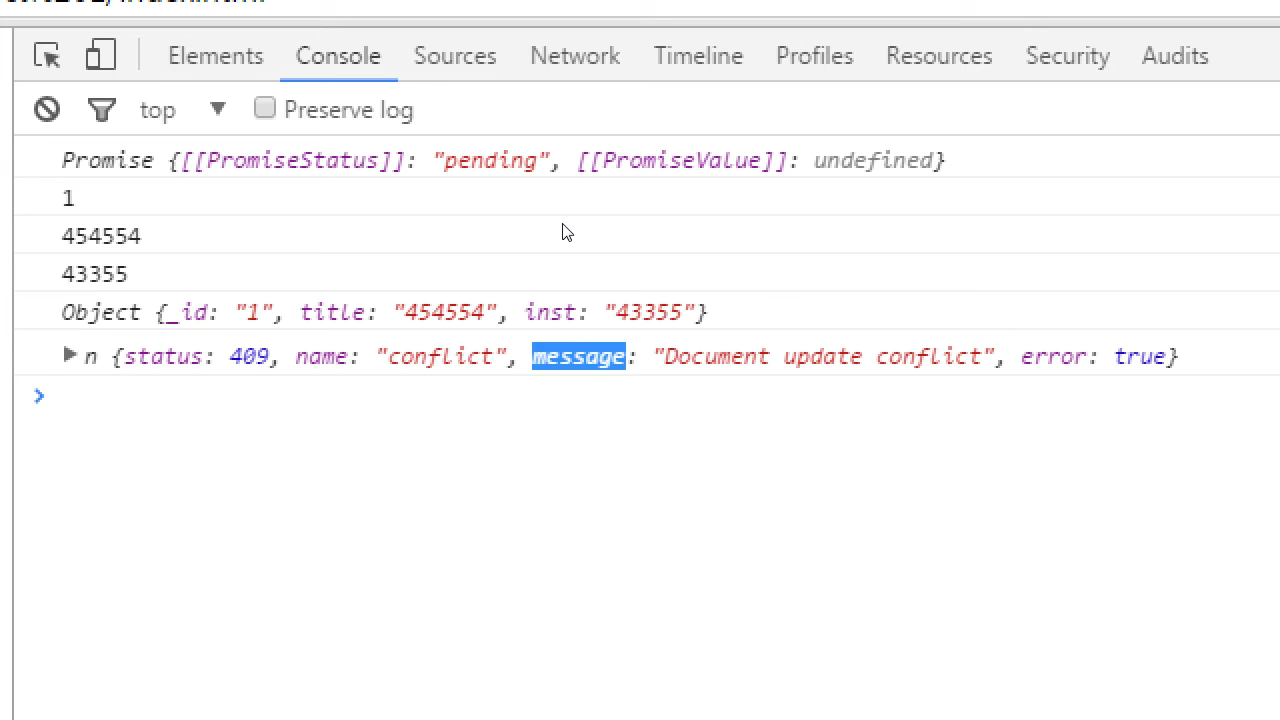 Elements Console Sources Network Timeline Profiles Resources Security Audits
top Preserve log
Promise {[[PromiseStatus]]: "pending", [[PromiseValue]]: undefined}
1
454554
43355
Object {_id: "1", title: "454554", inst: "43355"}
n {status: 409, name: "conflict", message: "Document update conflict", error: true}